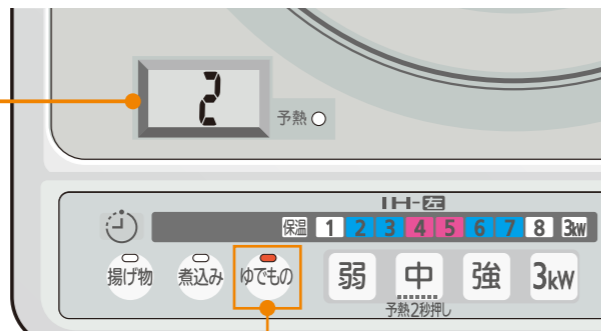 2
予熱
IH-左
保温 1 2 3 4 5 6 7 8 3kW
揚げ物 煮込み ゆでもの 弱 中 強 3kW
予熱2秒押し